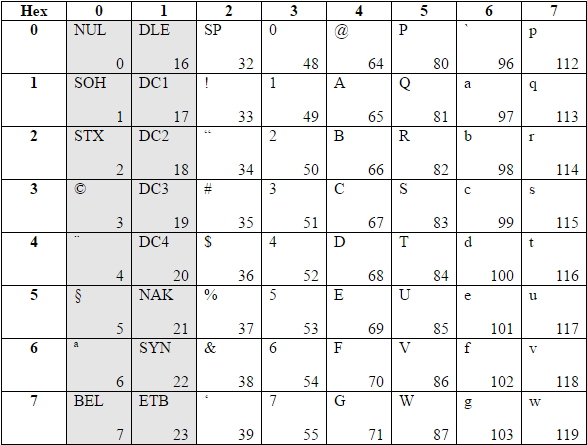 Hex 0 1 2 3 4 5 6 7
0 NUL DLE SP 0 @ P ` p
0 16 32 48 64 80 96 112
1 SOH DC1 ! 1 A Q a q
1 17 33 49 65 81 97 113
2 STX DC2 “ 2 B R b r
2 18 34 50 66 82 98 114
3 © DC3 # 3 C S c s
3 19 35 51 67 83 99 115
4 ¨ DC4 $ 4 D T d t
4 20 36 52 68 84 100 116
5 § NAK % 5 E U e u
5 21 37 53 69 85 101 117
6 ª SYN & 6 F V f v
6 22 38 54 70 86 102 118
7 BEL ETB ‘ 7 G W g w
7 23 39 55 71 87 103 119